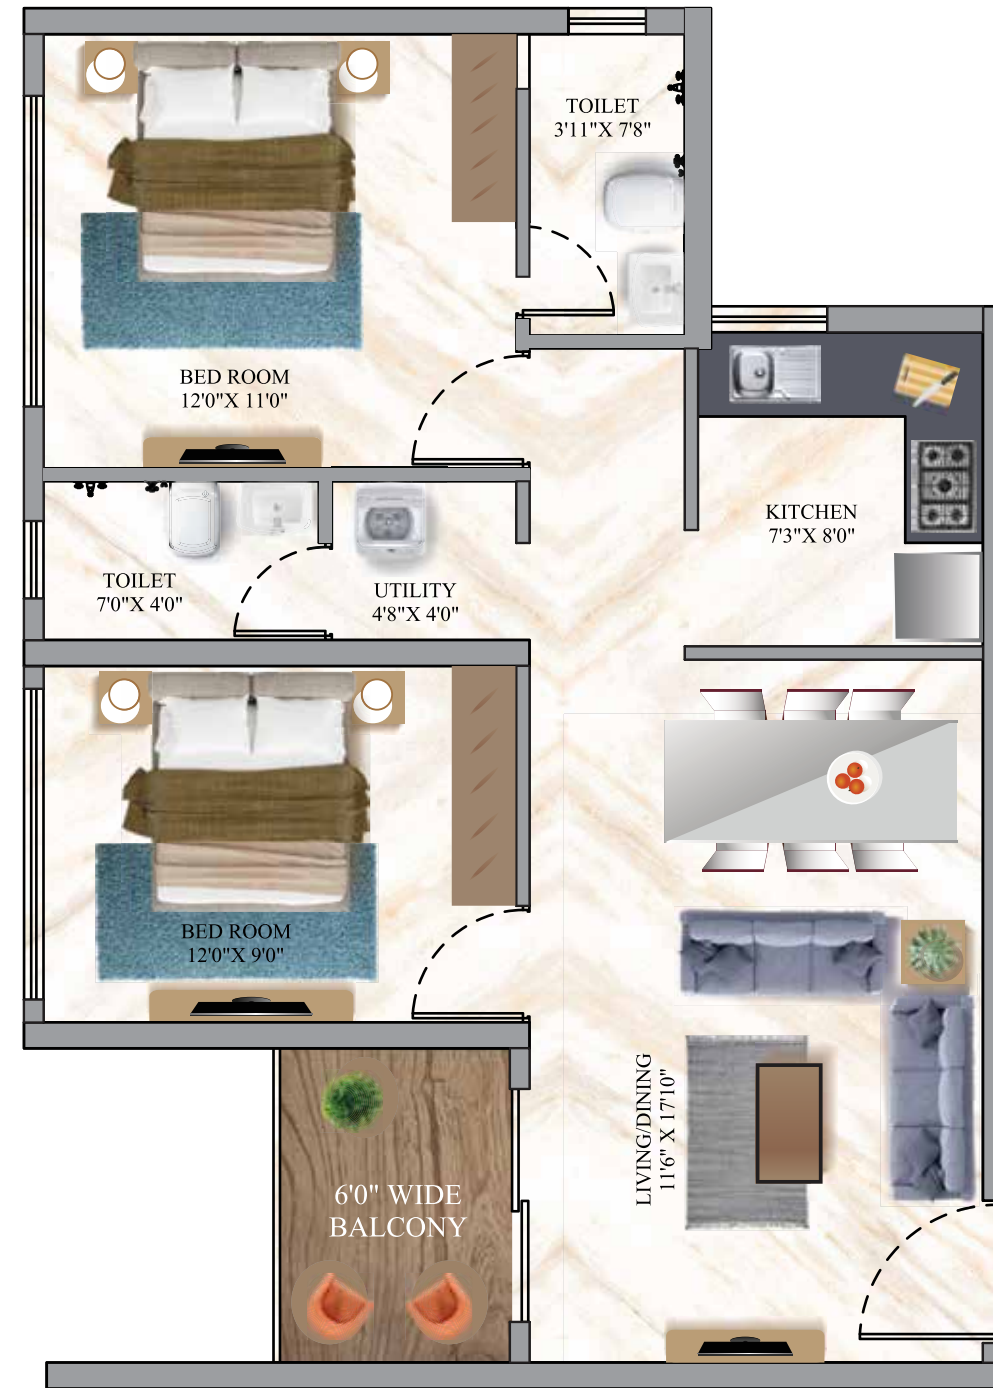 TOILET
3'11"X 7'8"
BED ROOM
12'0"X 11'0"
KITCHEN
7'3"X 8'0"
TOILET
7'0"X 4'0"
UTILITY
4'8"X 4'0"
BED ROOM
12'0"X 9'0"
LIVING/DINING
11'6" X 17'10"
6'0" WIDE
BALCONY